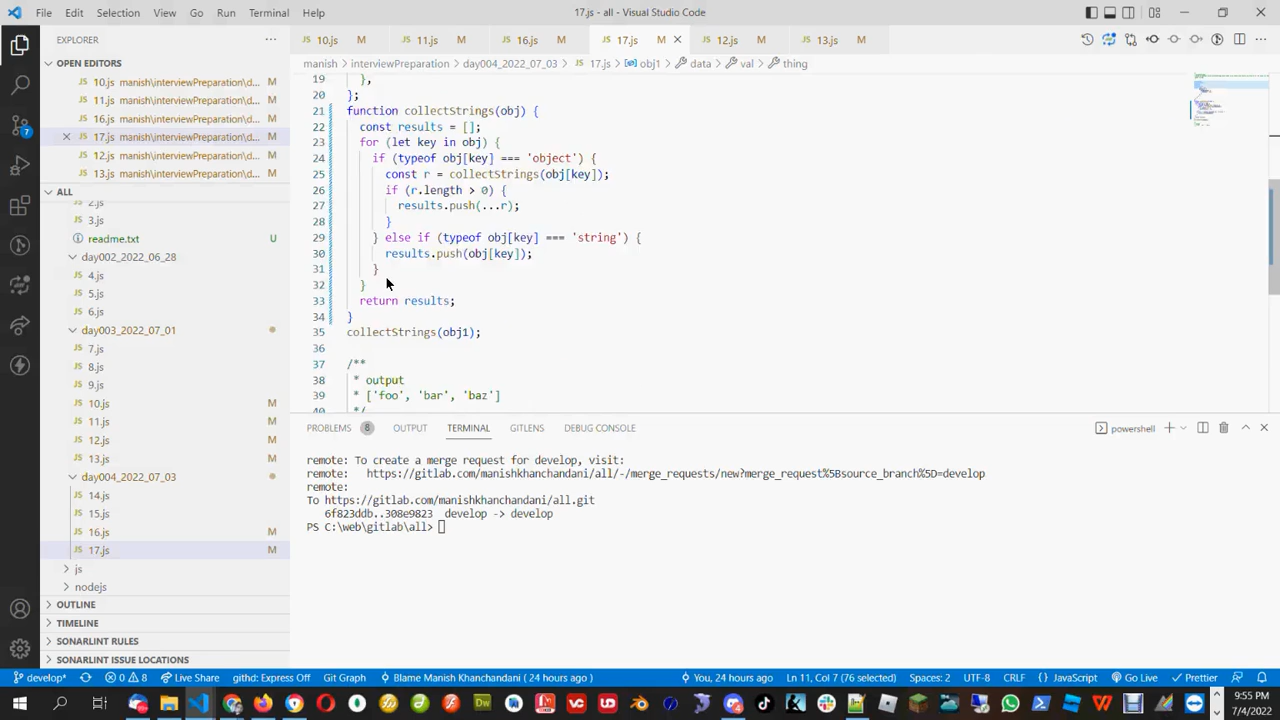 File Edit Selection View Go Run Terminal Help
17.js - all - Visual Studio Code
EXPLORER
OPEN EDITORS
10.js manish\interviewPreparation\d... M
11.js manish\interviewPreparation\d... M
16.js manish\interviewPreparation\d... M
17.js manish\interviewPreparation\d... M
12.js manish\interviewPreparation\d... M
13.js manish\interviewPreparation\d... M
ALL
2.js
3.js
readme.txt U
day002_2022_06_28
4.js
5.js
6.js
day003_2022_07_01
7.js
8.js
9.js
10.js M
11.js M
12.js M
13.js M
day004_2022_07_03
14.js
15.js
16.js M
17.js M
js
nodejs
OUTLINE
TIMELINE
SONARLINT RULES
SONARLINT ISSUE LOCATIONS
10.js M 11.js M 16.js M 17.js M 12.js M 13.js M
manish > interviewPreparation > day004_2022_07_03 > 17.js > obj1 > data > val > thing
19 },
20 };
21 function collectStrings(obj) {
22 const results = [];
23 for (let key in obj) {
24 if (typeof obj[key] === 'object') {
25 const r = collectStrings(obj[key]);
26 if (r.length > 0) {
27 results.push(...r);
28 }
29 } else if (typeof obj[key] === 'string') {
30 results.push(obj[key]);
31 }
32 }
33 return results;
34 }
35 collectStrings(obj1);
36
37 /**
38 * output
39 * ['foo', 'bar', 'baz']
40 */
PROBLEMS 8 OUTPUT TERMINAL GITLENS DEBUG CONSOLE
powershell
remote: To create a merge request for develop, visit:
remote: https://gitlab.com/manishkhanchandani/all/-/merge_requests/new?merge_request%5Bsource_branch%5D=develop
remote:
To https://gitlab.com/manishkhanchandani/all.git
6f823ddb..308e9823 develop -> develop
PS C:\web\gitlab\all>
7
develop* 0 8 githd: Express Off Live Share Git Graph Blame Manish Khanchandani ( 24 hours ago ) You, 24 hours ago Ln 11, Col 7 (76 selected) Spaces: 2 UTF-8 CRLF JavaScript Go Live Prettier
9:55 PM
7/4/2022